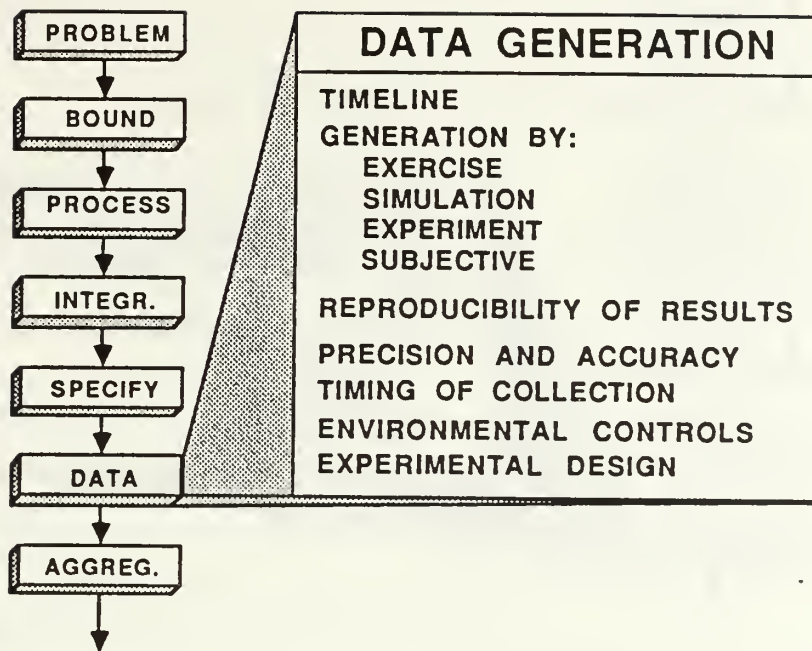 PROBLEM
BOUND
PROCESS
INTEGR.
SPECIFY
DATA
AGGREG.
DATA GENERATION
TIMELINE
GENERATION BY:
EXERCISE
SIMULATION
EXPERIMENT
SUBJECTIVE
REPRODUCIBILITY OF RESULTS
PRECISION AND ACCURACY
TIMING OF COLLECTION
ENVIRONMENTAL CONTROLS
EXPERIMENTAL DESIGN